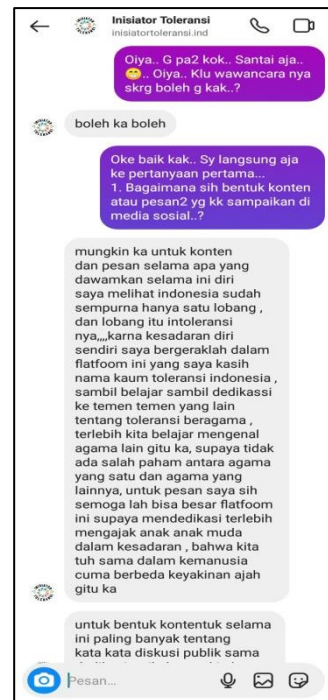 Inisiator Toleransi
inisiatortoleransi.ind
Oiya.. G pa2 kok.. Santai aja..
😁.. Oiya.. Klu wawancara nya
skrg boleh g kak..?
boleh ka boleh
Oke baik kak.. Sy langsung aja
ke pertanyaan pertama...
1. Bagaimana sih bentuk konten
atau pesan2 yg kk sampaikan di
media sosial..?
mungkin ka untuk konten
dan pesan selama apa yang
dawamkan selama ini diri
saya melihat indonesia sudah
sempurna hanya satu lobang ,
dan lobang itu intoleransi
nya,,,,karna kesadaran diri
sendiri saya bergeraklah dalam
flatfoom ini yang saya kasih
nama kaum toleransi indonesia ,
sambil belajar sambil dedikassi
ke temen temen yang lain
tentang toleransi beragama ,
terlebih kita belajar mengenal
agama lain gitu ka, supaya tidak
ada salah paham antara agama
yang satu dan agama yang
lainnya, untuk pesan saya sih
semoga lah bisa besar flatfoom
ini supaya mendedikasi terlebih
mengajak anak anak muda
dalam kesadaran , bahwa kita
tuh sama dalam kemanusia
cuma berbeda keyakinan ajah
gitu ka
untuk bentuk kontentuk selama
ini paling banyak tentang
kata kata diskusi publik sama
Pesan...